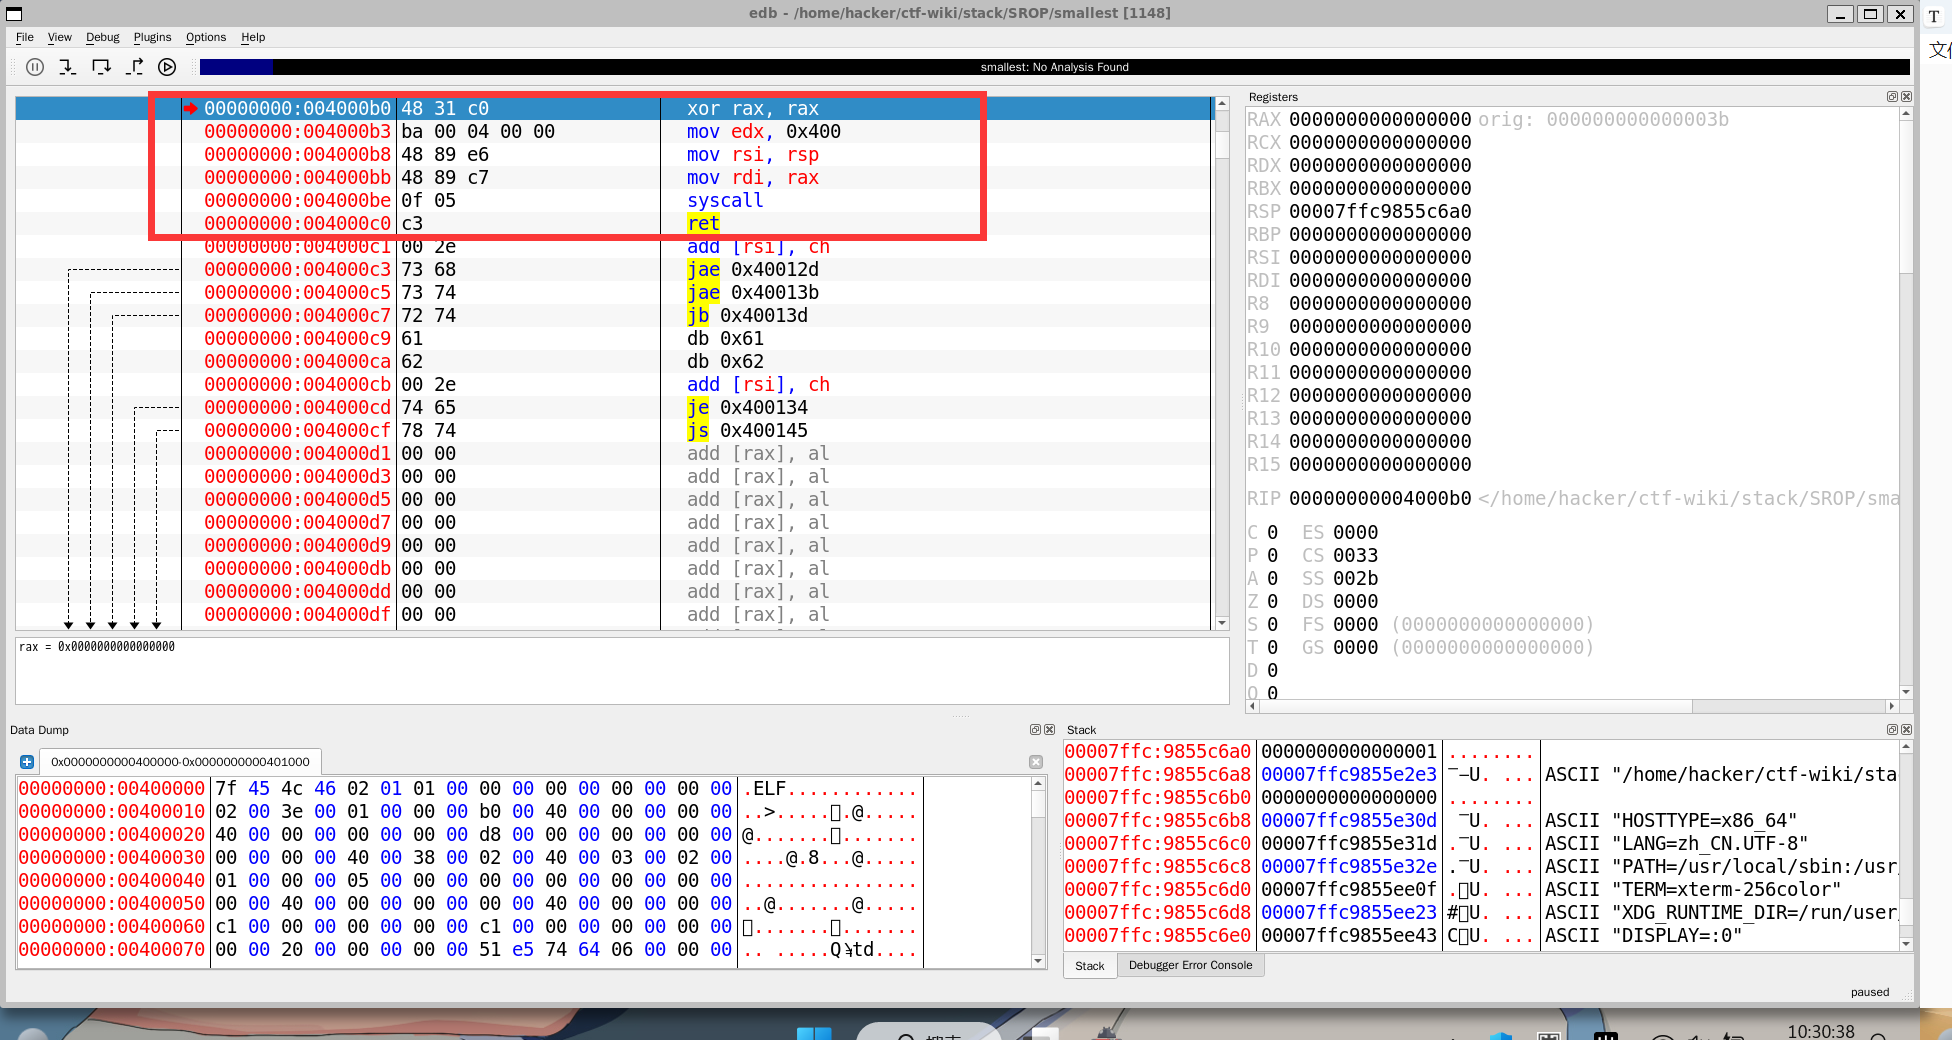 edb - /home/hacker/ctf-wiki/stack/SROP/smallest [1148]
T
文
File View Debug Plugins Options Help
smallest: No Analysis Found
00000000:004000b0 48 31 c0 xor rax, rax
00000000:004000b3 ba 00 04 00 00 mov edx, 0x400
00000000:004000b8 48 89 e6 mov rsi, rsp
00000000:004000bb 48 89 c7 mov rdi, rax
00000000:004000be 0f 05 syscall
00000000:004000c0 c3 ret
00000000:004000c1 00 2e add [rsi], ch
00000000:004000c3 73 68 jae 0x40012d
00000000:004000c5 73 74 jae 0x40013b
00000000:004000c7 72 74 jb 0x40013d
00000000:004000c9 61 db 0x61
00000000:004000ca 62 db 0x62
00000000:004000cb 00 2e add [rsi], ch
00000000:004000cd 74 65 je 0x400134
00000000:004000cf 78 74 js 0x400145
00000000:004000d1 00 00 add [rax], al
00000000:004000d3 00 00 add [rax], al
00000000:004000d5 00 00 add [rax], al
00000000:004000d7 00 00 add [rax], al
00000000:004000d9 00 00 add [rax], al
00000000:004000db 00 00 add [rax], al
00000000:004000dd 00 00 add [rax], al
00000000:004000df 00 00 add [rax], al
rax = 0x0000000000000000
Registers
RAX 0000000000000000 orig: 000000000000003b
RCX 0000000000000000
RDX 0000000000000000
RBX 0000000000000000
RSP 00007ffc9855c6a0
RBP 0000000000000000
RSI 0000000000000000
RDI 0000000000000000
R8 0000000000000000
R9 0000000000000000
R10 0000000000000000
R11 0000000000000000
R12 0000000000000000
R13 0000000000000000
R14 0000000000000000
R15 0000000000000000
RIP 00000000004000b0 </home/hacker/ctf-wiki/stack/SROP/sma
C 0 ES 0000
P 0 CS 0033
A 0 SS 002b
Z 0 DS 0000
S 0 FS 0000 (0000000000000000)
T 0 GS 0000 (0000000000000000)
D 0
O 0
Data Dump
0x0000000000400000-0x0000000000401000
00000000:00400000 7f 45 4c 46 02 01 01 00 00 00 00 00 00 00 00 00 .ELF............
00000000:00400010 02 00 3e 00 01 00 00 00 b0 00 40 00 00 00 00 00 ..>.....▯.@.....
00000000:00400020 40 00 00 00 00 00 00 00 d8 00 00 00 00 00 00 00 @.......▯.......
00000000:00400030 00 00 00 00 40 00 38 00 02 00 40 00 03 00 02 00 ....@.8...@.....
00000000:00400040 01 00 00 00 05 00 00 00 00 00 00 00 00 00 00 00 ................
00000000:00400050 00 00 40 00 00 00 00 00 00 00 40 00 00 00 00 00 ..@.......@.....
00000000:00400060 c1 00 00 00 00 00 00 00 c1 00 00 00 00 00 00 00 ▯.......▯.......
00000000:00400070 00 00 20 00 00 00 00 00 51 e5 74 64 06 00 00 00 .. .....Q td....
Stack
00007ffc:9855c6a0 0000000000000001 ........
00007ffc:9855c6a8 00007ffc9855e2e3 U. ... ASCII "/home/hacker/ctf-wiki/sta
00007ffc:9855c6b0 0000000000000000 ........
00007ffc:9855c6b8 00007ffc9855e30d U. ... ASCII "HOSTTYPE=x86_64"
00007ffc:9855c6c0 00007ffc9855e31d .¯U. ... ASCII "LANG=zh_CN.UTF-8"
00007ffc:9855c6c8 00007ffc9855e32e .¯U. ... ASCII "PATH=/usr/local/sbin:/usr
00007ffc:9855c6d0 00007ffc9855ee0f .▯U. ... ASCII "TERM=xterm-256color"
00007ffc:9855c6d8 00007ffc9855ee23 #▯U. ... ASCII "XDG_RUNTIME_DIR=/run/user
00007ffc:9855c6e0 00007ffc9855ee43 C▯U. ... ASCII "DISPLAY=:0"
Stack Debugger Error Console
paused
10:30:38